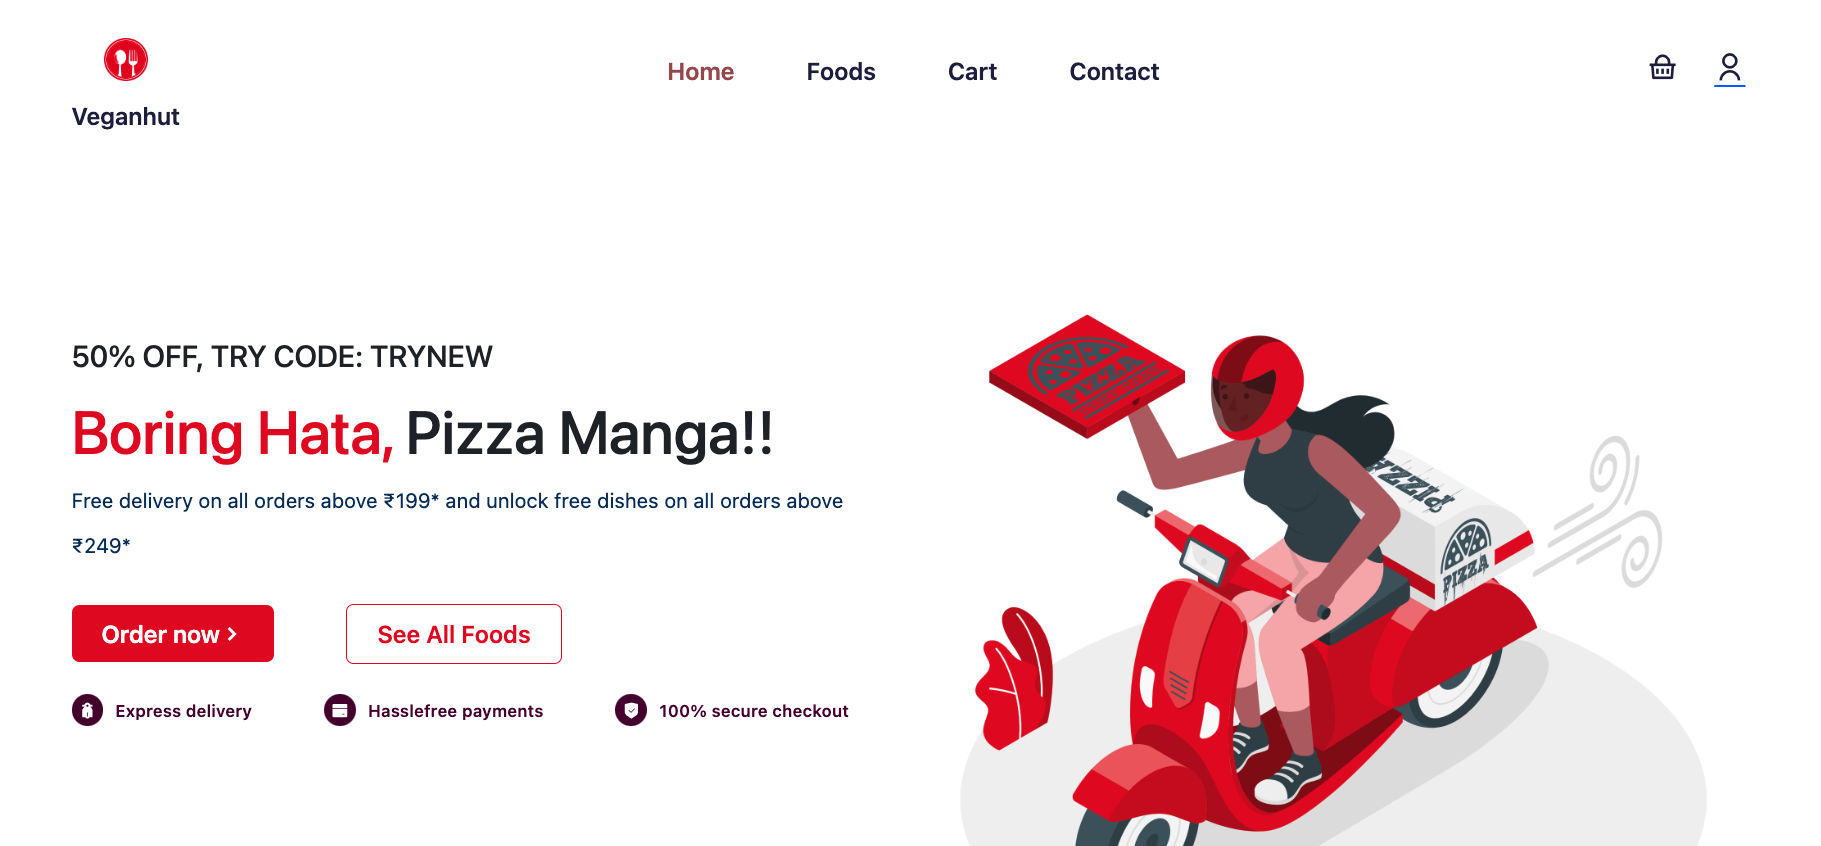 Veganhut
Home
Foods
Cart
Contact
50% OFF, TRY CODE: TRYNEW
Boring Hata, Pizza Manga!!
Free delivery on all orders above ₹199* and unlock free dishes on all orders above
₹249*
Order now
See All Foods
Express delivery
Hasslefree payments
100% secure checkout
PIZZA
PIZZA
PIZZA